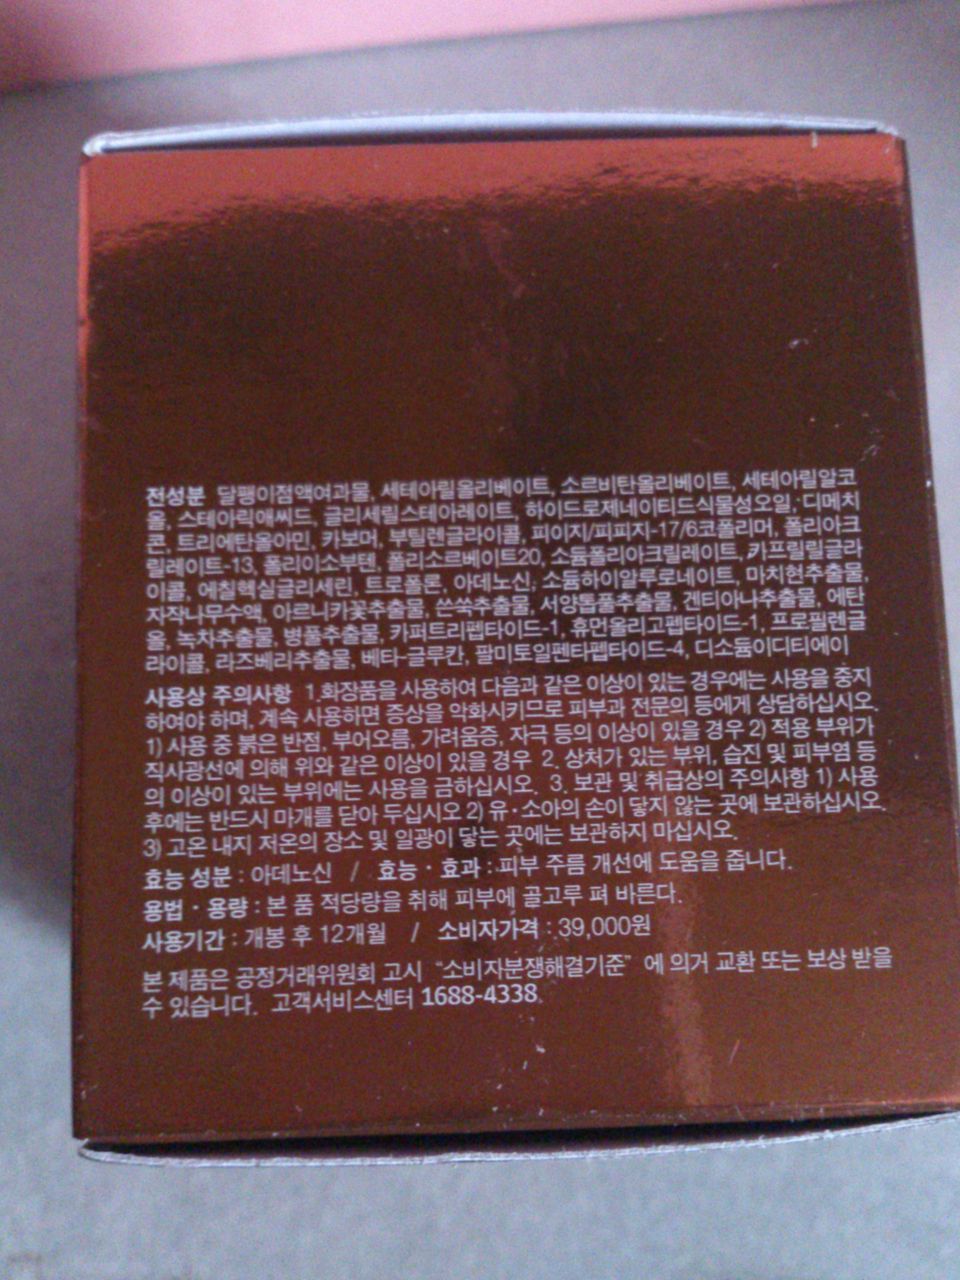 전성분 달팽이점액여과물, 세테아릴올리베이트, 소르비탄올리베이트, 세테아릴알코
올, 스테아릭애씨드, 글리세릴스테아레이트, 하이드로제네이티드식물성오일, 디메치
콘, 트리에탄올아민, 카보머, 부틸렌글라이콜, 피이지/피피지-17/6코폴리머, 폴리아크
릴레이트-13, 폴리이소부텐, 폴리소르베이트20, 소듐폴리아크릴레이트, 카프릴릴글라
이콜, 에칠헥실글리세린, 트로폴론, 아데노신, 소듐하이알루로네이트, 마치현추출물,
자작나무수액, 아르니카꽃추출물, 쓴쑥추출물, 서양톱풀추출물, 겐티아나추출물, 에탄
올, 녹차추출물, 병풀추출물, 카퍼트리펩타이드-1, 휴먼올리고펩타이드-1, 프로필렌글
라이콜, 라즈베리추출물, 베타-글루칸, 팔미토일펜타펩타이드-4, 디소듐이디티에이
사용상 주의사항 1.화장품을 사용하여 다음과 같은 이상이 있는 경우에는 사용을 중지
하여야 하며, 계속 사용하면 증상을 악화시키므로 피부과 전문의 등에게 상담하십시오.
1) 사용 중 붉은 반점, 부어오름, 가려움증, 자극 등의 이상이 있을 경우 2) 적용 부위가
직사광선에 의해 위와 같은 이상이 있을 경우 2. 상처가 있는 부위, 습진 및 피부염 등
의 이상이 있는 부위에는 사용을 금하십시오. 3. 보관 및 취급상의 주의사항 1) 사용
후에는 반드시 마개를 닫아 두십시오 2) 유·소아의 손이 닿지 않는 곳에 보관하십시오.
3) 고온 내지 저온의 장소 및 일광이 닿는 곳에는 보관하지 마십시오.
효능 성분 : 아데노신 / 효능·효과 : 피부 주름 개선에 도움을 줍니다.
용법·용량 : 본 품 적당량을 취해 피부에 골고루 펴 바른다.
사용기간 : 개봉 후 12개월 / 소비자가격 : 39,000원
본 제품은 공정거래위원회 고시 "소비자분쟁해결기준" 에 의거 교환 또는 보상 받을
수 있습니다. 고객서비스센터 1688-4338.